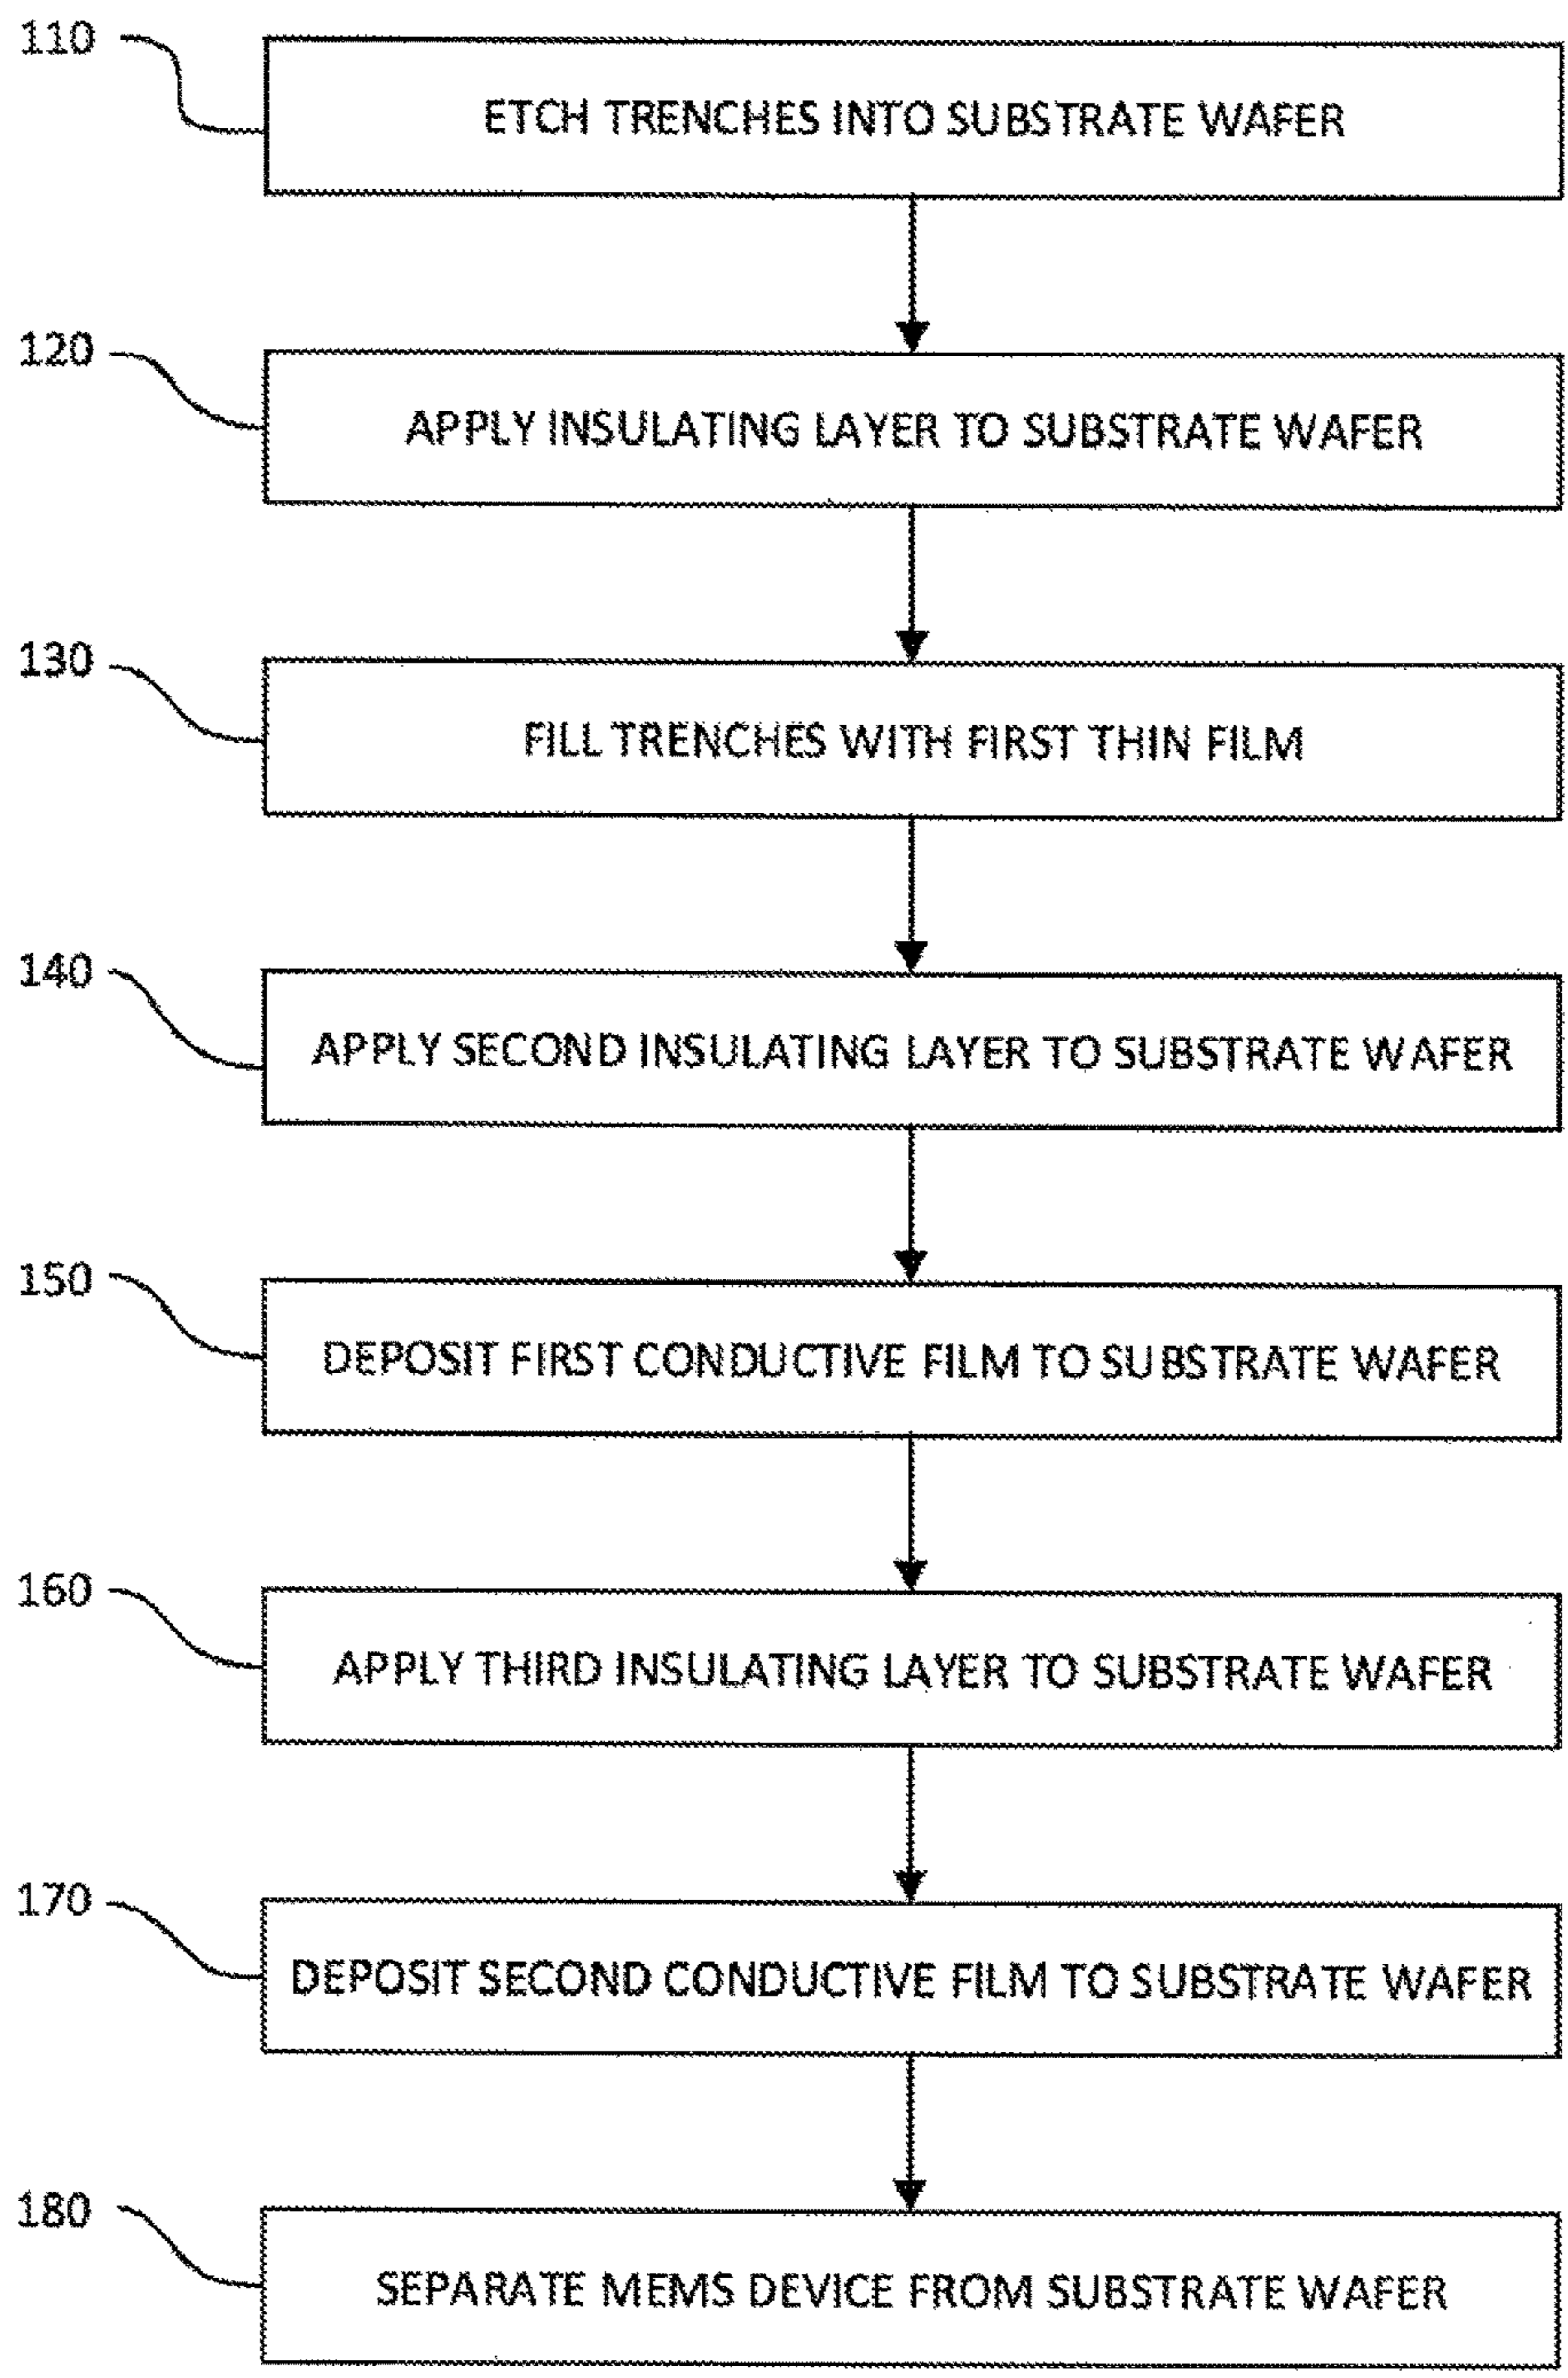 110
ETCH TRENCHES INTO SUBSTRATE WAFER
120
APPLY INSULATING LAYER TO SUBSTRATE WAFER
130
FILL TRENCHES WITH FIRST THIN FILM
140
APPLY SECOND INSULATING LAYER TO SUBSTRATE WAFER
150
DEPOSIT FIRST CONDUCTIVE FILM TO SUBSTRATE WAFER
160
APPLY THIRD INSULATING LAYER TO SUBSTRATE WAFER
170
DEPOSIT SECOND CONDUCTIVE FILM TO SUBSTRATE WAFER
180
SEPARATE MEMS DEVICE FROM SUBSTRATE WAFER